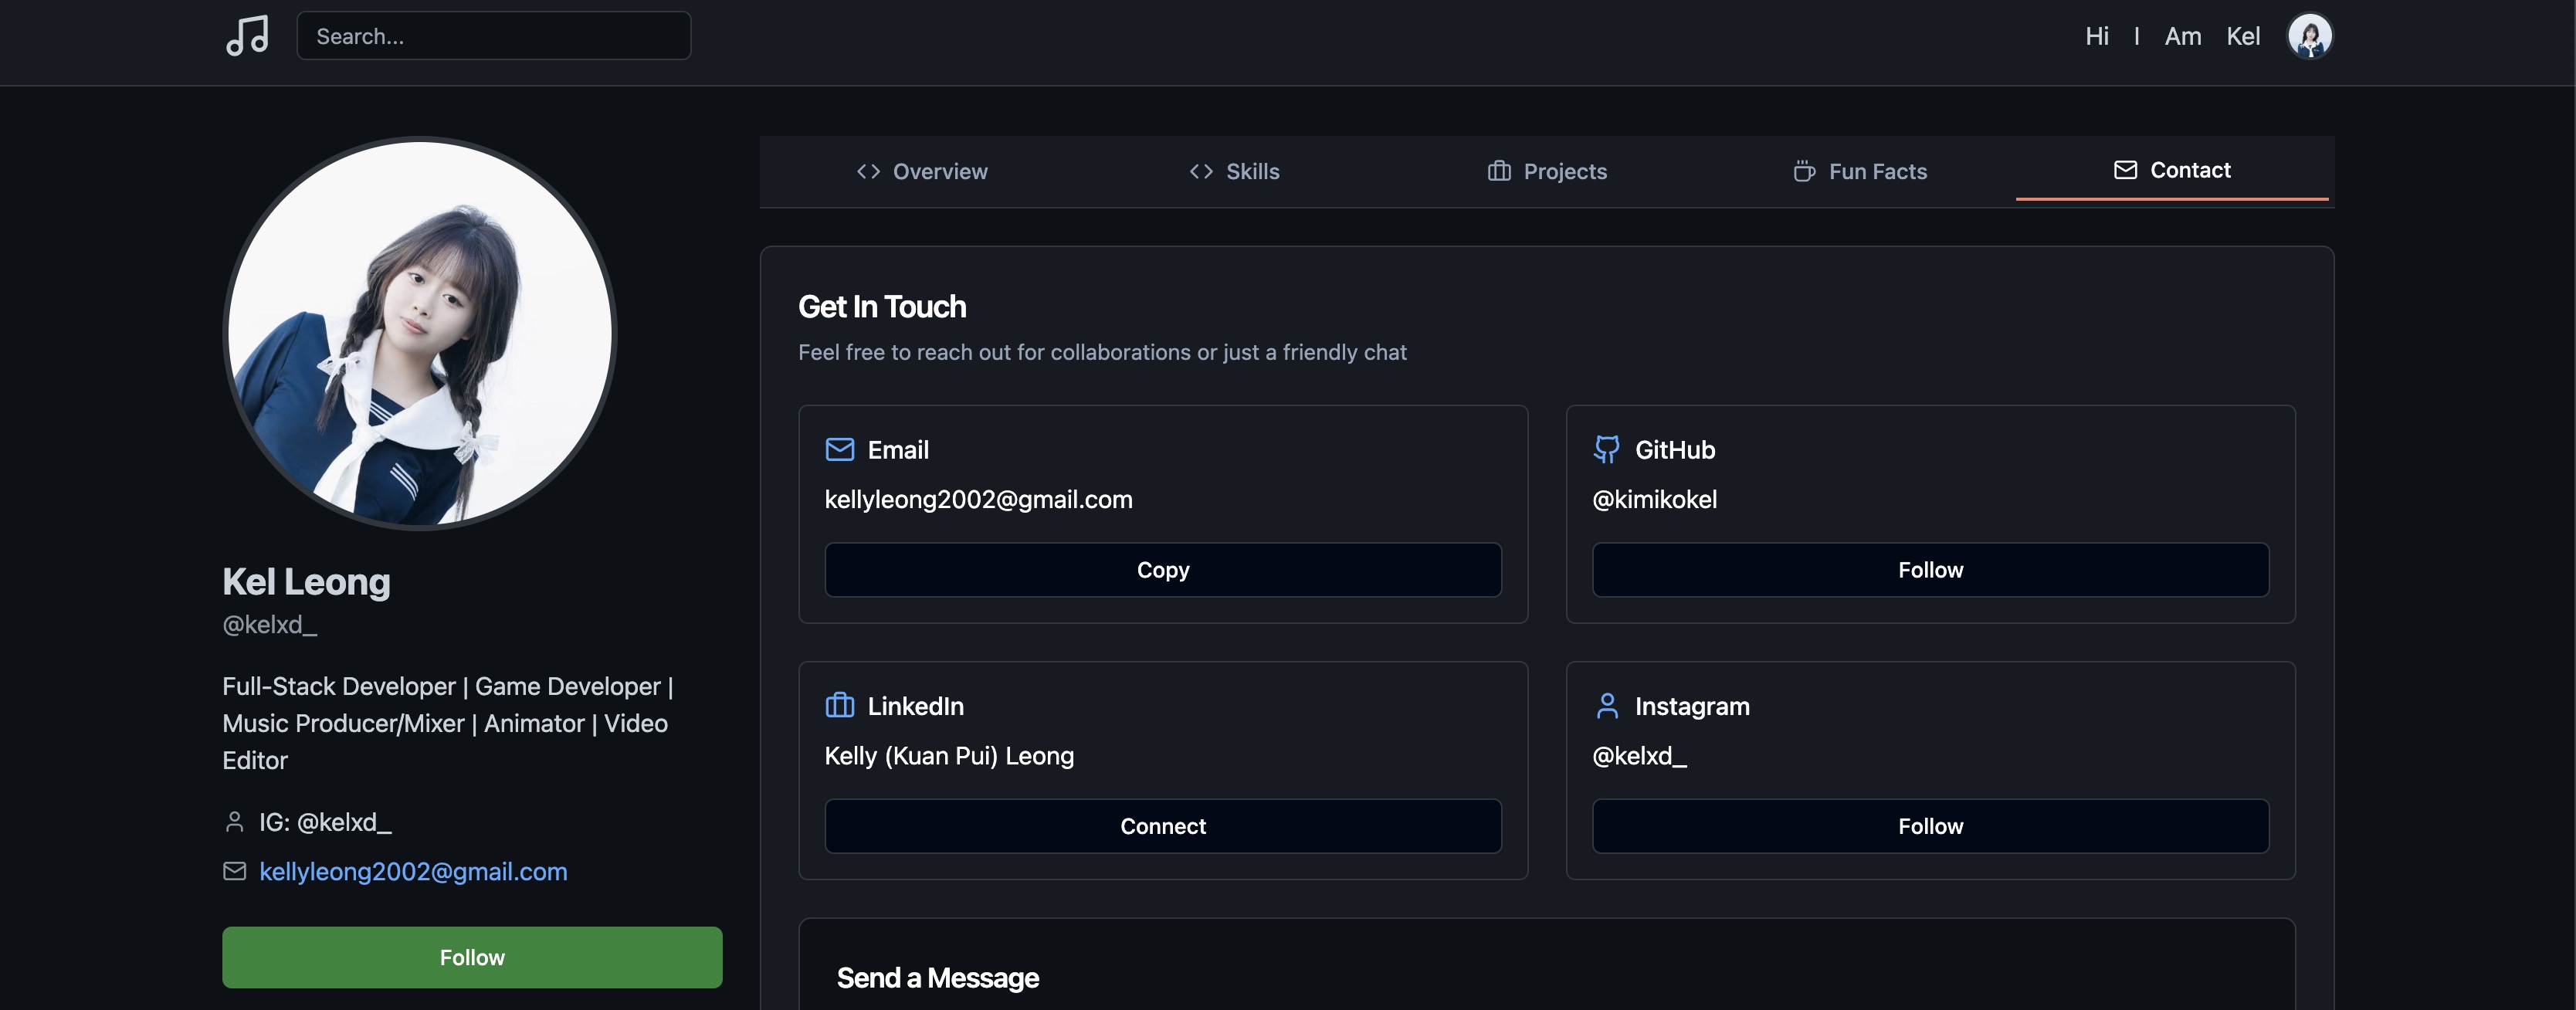 Search...
Hi I Am Kel
Overview
Skills
Projects
Fun Facts
Contact
Kel Leong
@kelxd_
Full-Stack Developer | Game Developer |
Music Producer/Mixer | Animator | Video
Editor
IG: @kelxd_
kellyleong2002@gmail.com
Follow
Get In Touch
Feel free to reach out for collaborations or just a friendly chat
Email
kellyleong2002@gmail.com
Copy
GitHub
@kimikokel
Follow
LinkedIn
Kelly (Kuan Pui) Leong
Connect
Instagram
@kelxd_
Follow
Send a Message